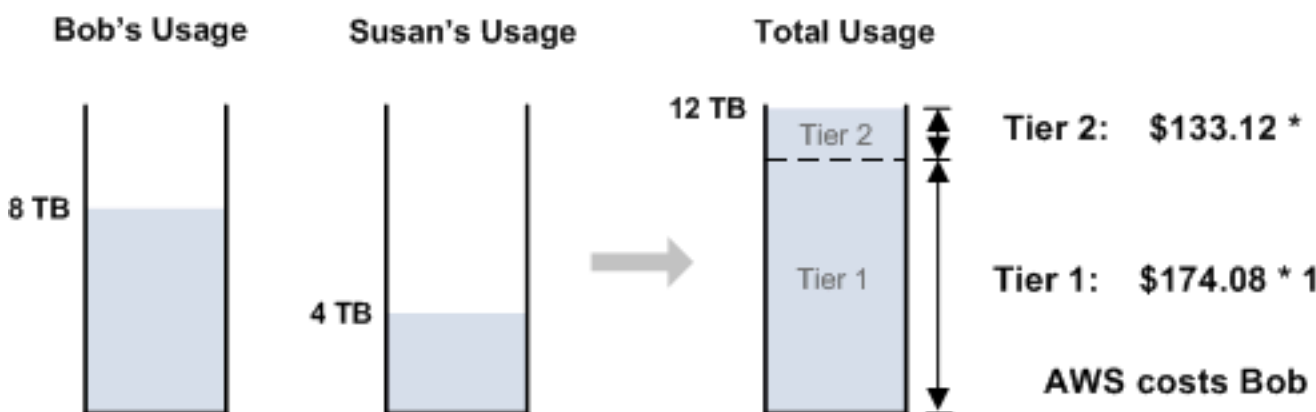 Bob's Usage
Susan's Usage
Total Usage
12 TB
Tier 2
Tier 2: $133.12 *
8 TB
Tier 1
Tier 1: $174.08 * 1
4 TB
AWS costs Bob